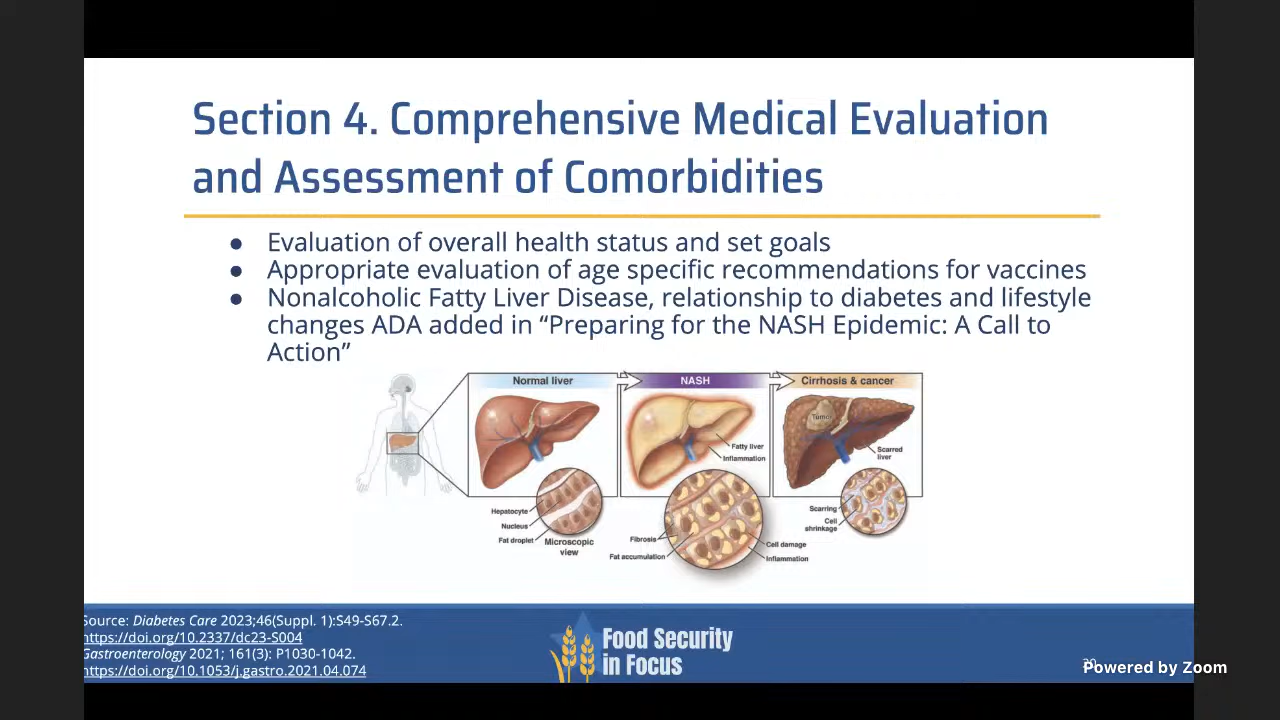 Section 4. Comprehensive Medical Evaluation
and Assessment of Comorbidities
● Evaluation of overall health status and set goals
● Appropriate evaluation of age specific recommendations for vaccines
● Nonalcoholic Fatty Liver Disease, relationship to diabetes and lifestyle
changes ADA added in “Preparing for the NASH Epidemic: A Call to
Action”
Normal liver
NASH
Cirrhosis & cancer
Tumor
Fatty liver
Inflammation
Scarred
liver
Hepatocyte
Nucleus
Fat droplet
Microscopic
view
Fibrosis
Fat accumulation
Cell damage
Inflammation
Scarring
Cell
shrinkage
Source: Diabetes Care 2023;46(Suppl. 1):S49-S67.2.
https://doi.org/10.2337/dc23-S004
Gastroenterology 2021; 161(3): P1030-1042.
https://doi.org/10.1053/j.gastro.2021.04.074
Food Security
in Focus
Powered by Zoom